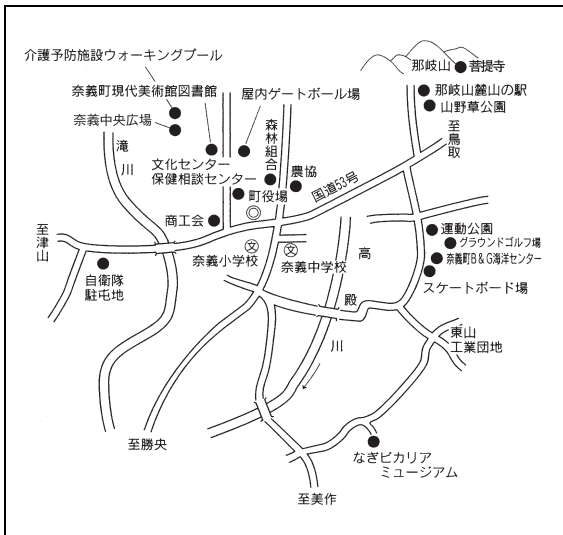 介護予防施設ウォーキングプール
奈義町現代美術館図書館
奈義中央広場
屋内ゲートボール場
那岐山
菩提寺
那岐山麓山の駅
山野草公園
至鳥取
滝川
森林組合
文化センター
保健相談センター
農協
町役場
国道53号
商工会
至津山
文
奈義小学校
文
奈義中学校
運動公園
グラウンドゴルフ場
奈義町B&G海洋センター
スケートボード場
自衛隊
駐屯地
高殿川
東山
工業団地
至勝央
なぎビカリア
ミュージアム
至美作